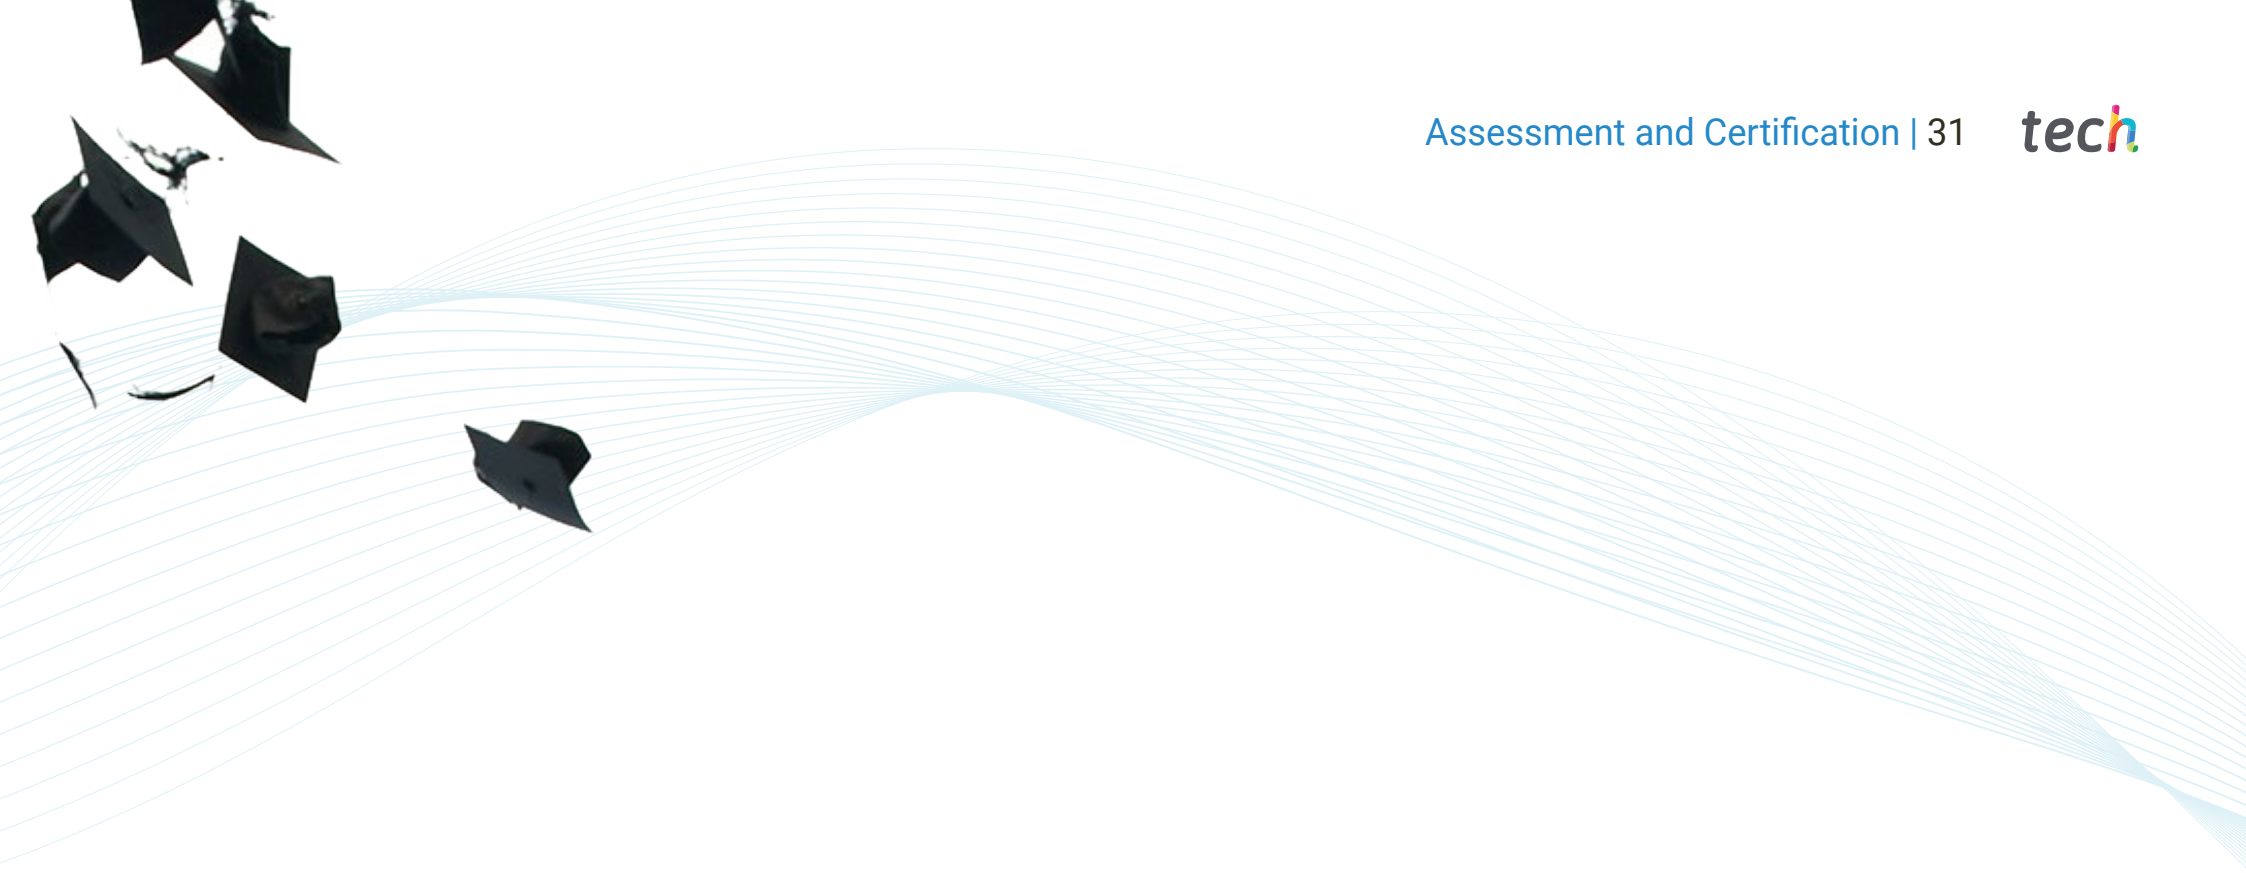 Assessment and Certification | 31 tech